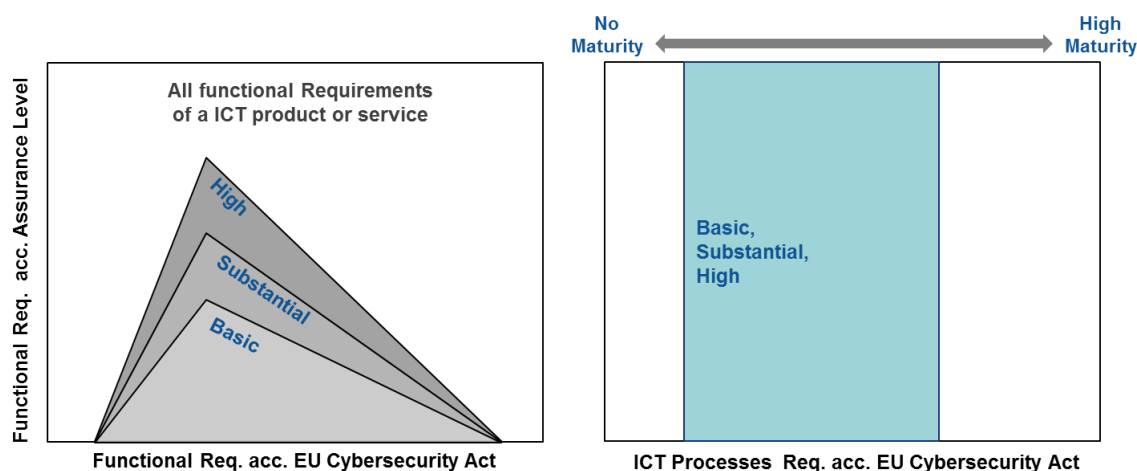 Functional Req. acc. Assurance Level
All functional Requirements
of a ICT product or service
High
Substantial
Basic
Functional Req. acc. EU Cybersecurity Act
No
Maturity
High
Maturity
Basic,
Substantial,
High
ICT Processes Req. acc. EU Cybersecurity Act